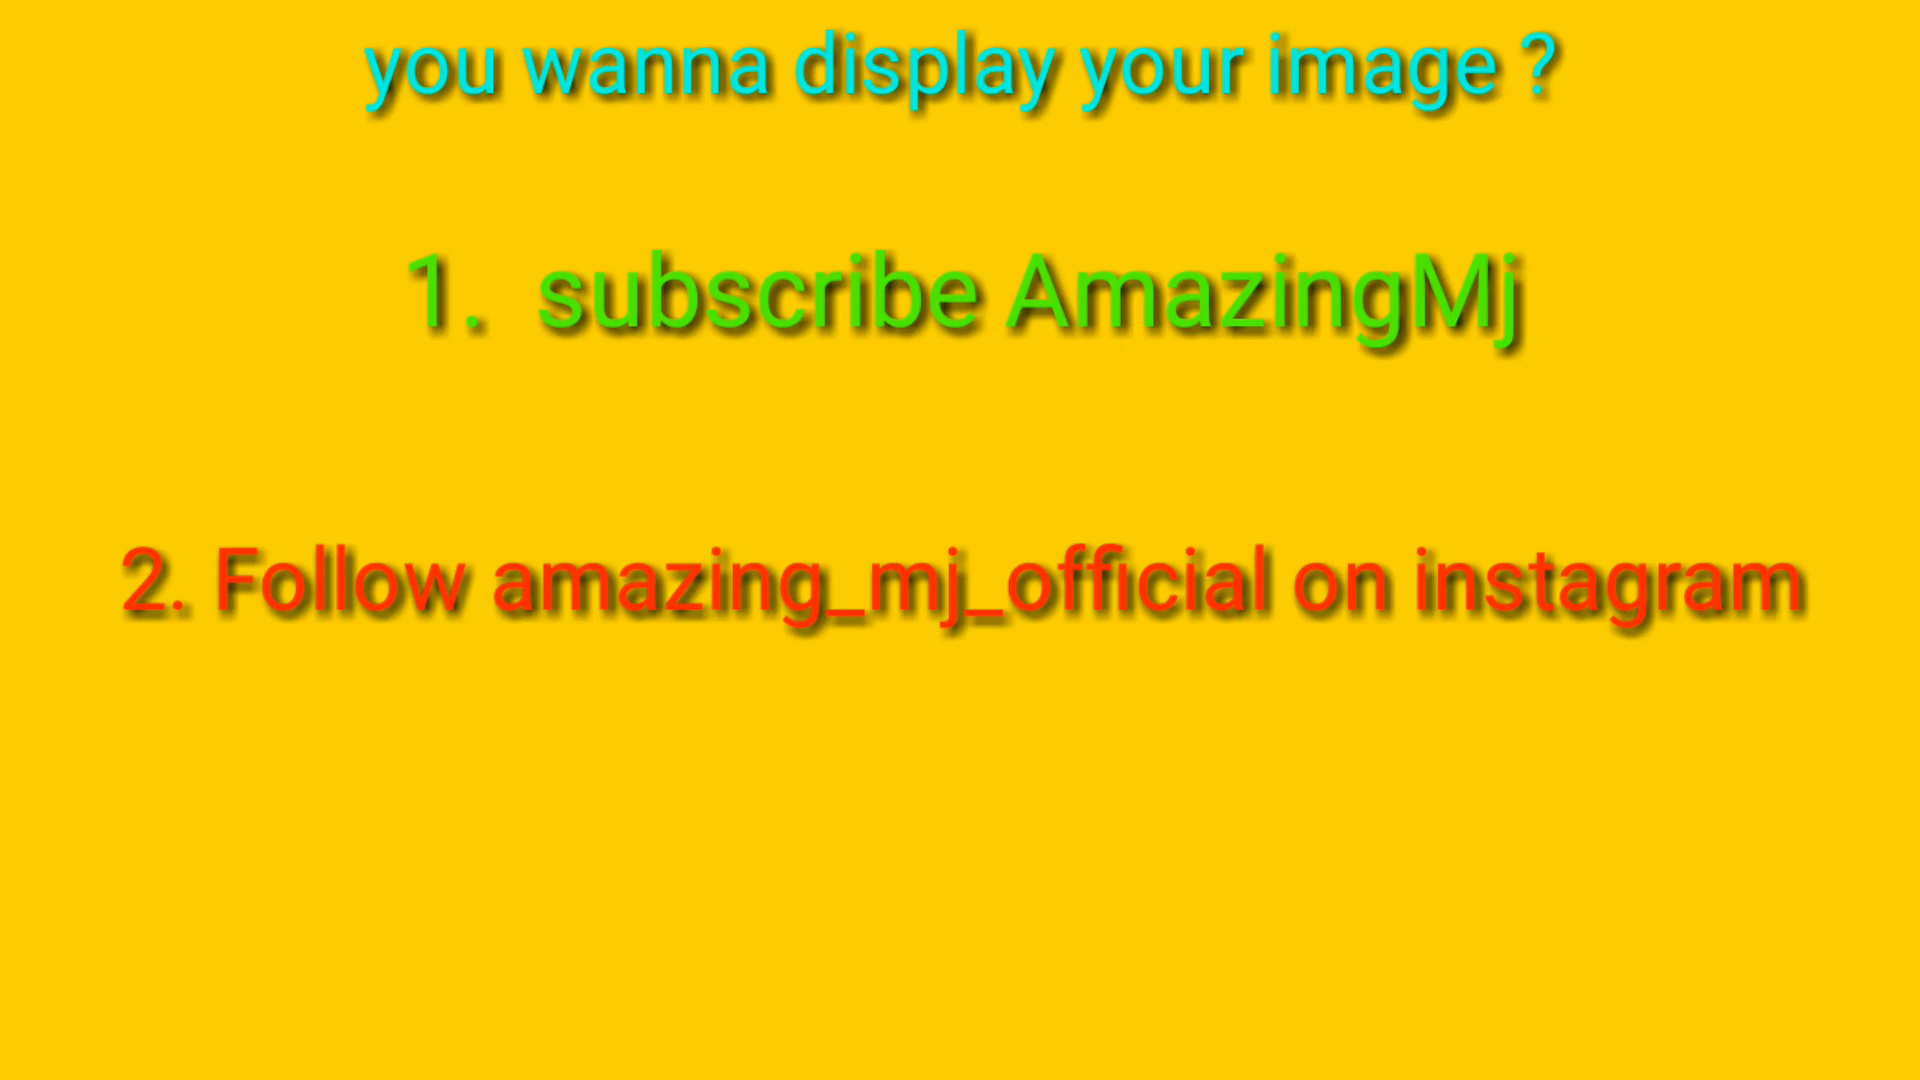 you wanna display your image ?
1. subscribe AmazingMj
2. Follow amazing_mj_official on instagram